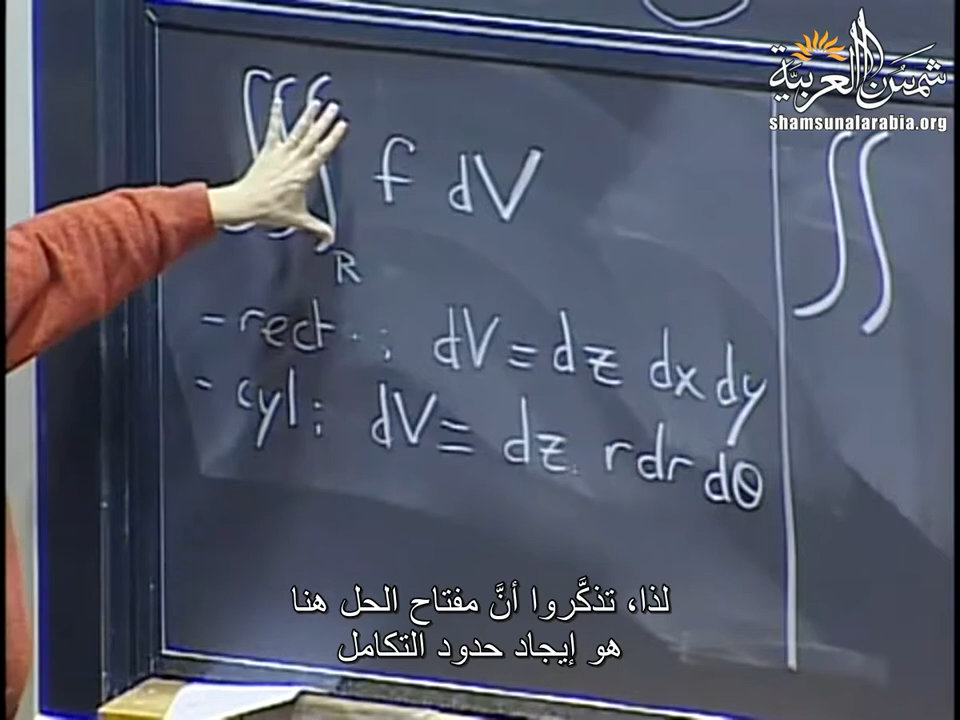 شمس العربية
shamsunalarabia.org
∭_R f dV
∬
- rect. : dV = dz dx dy
- cyl : dV = dz. r dr dθ
لذا، تذكَّروا أنَّ مفتاح الحل هنا
هو إيجاد حدود التكامل